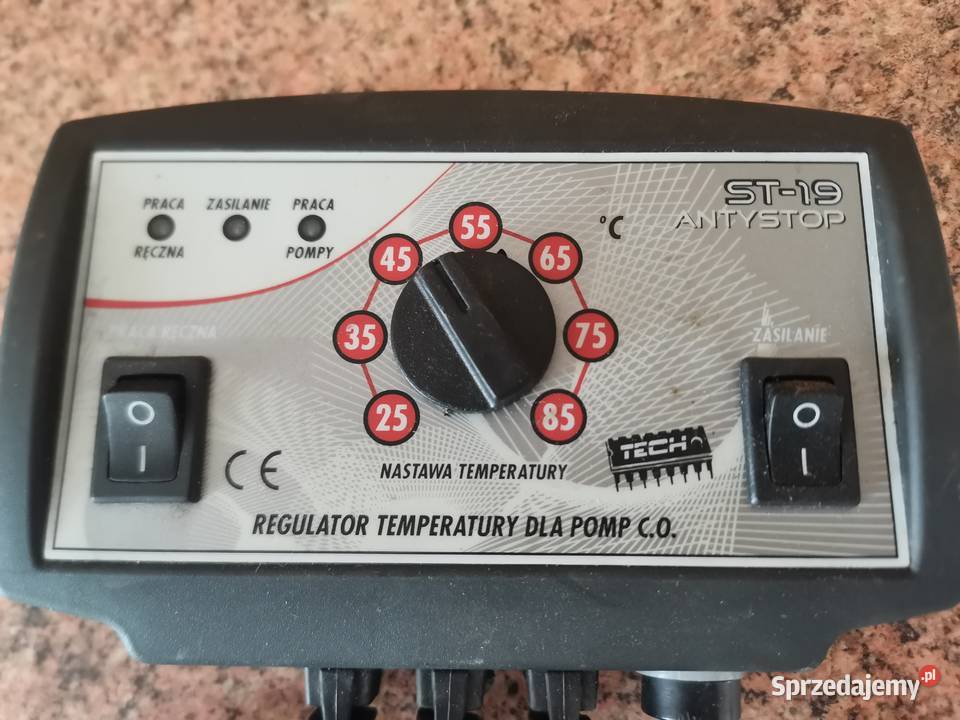 PRACA RĘCZNA
ZASILANIE
PRACA POMPY
ST-19
ANTYSTOP
°C
25
35
45
55
65
75
85
PRACA RĘCZNA
ZASILANIE
O
I
O
I
CE
NASTAWA TEMPERATURY
TECH
REGULATOR TEMPERATURY DLA POMP C.O.
Sprzedajemy.pl